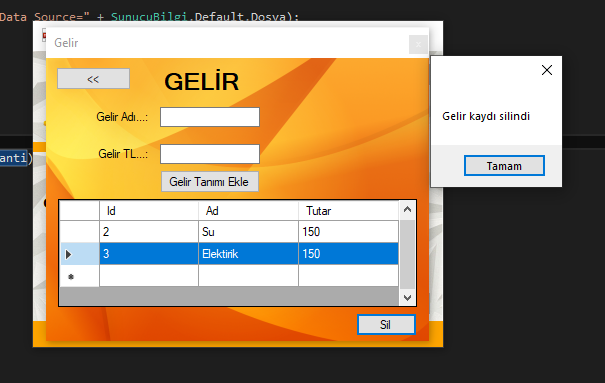 Data Source=" + SunucuBilgi.Default.Dosya);
Gelir
x
<<
GELİR
Gelir Adı...:
Gelir TL...:
Gelir Tanımı Ekle
Id Ad Tutar
2 Su 150
3 Elektirik 150
Sil
anti)
Gelir kaydı silindi
Tamam